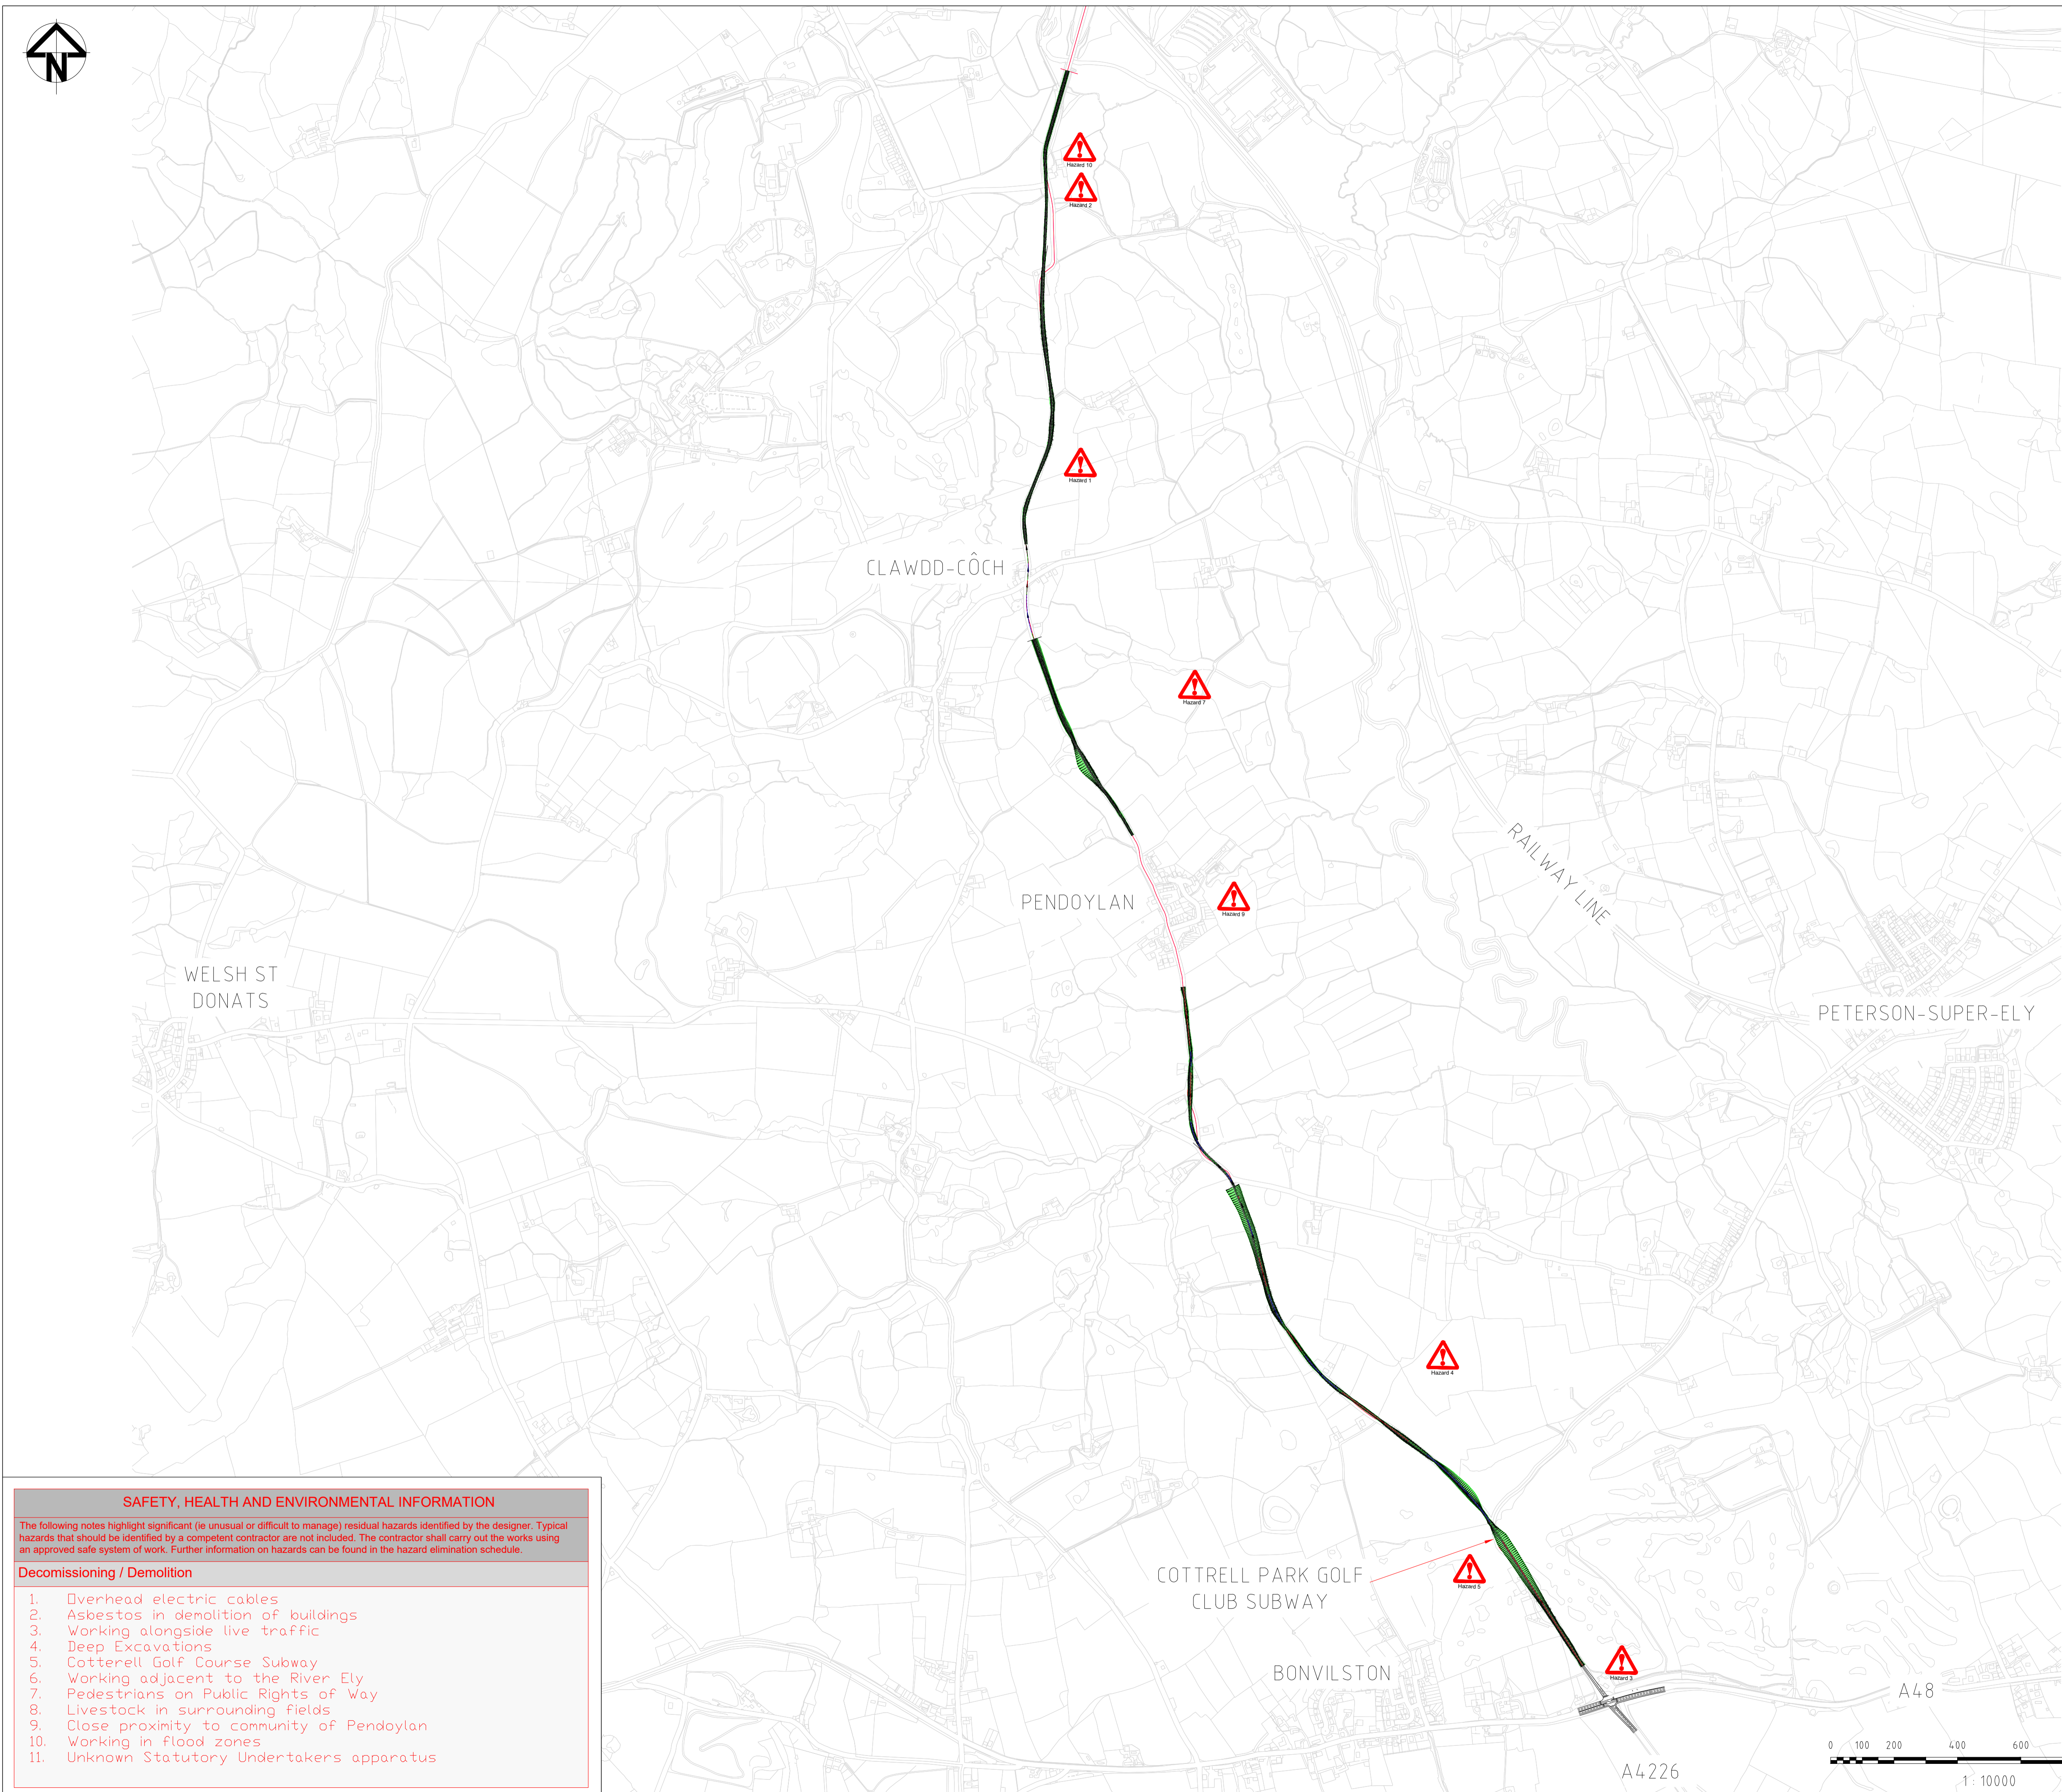 N
Hazard 10
Hazard 2
Hazard 1
CLAWDD-CÔCH
Hazard 7
RAILWAY LINE
PENDOYLAN
Hazard 9
WELSH ST
DONATS
PETERSON-SUPER-ELY
Hazard 4
COTTRELL PARK GOLF
CLUB SUBWAY
Hazard 5
BONVILSTON
Hazard 3
A48
A4226
0 100 200 400 600
1 : 10000
SAFETY, HEALTH AND ENVIRONMENTAL INFORMATION
The following notes highlight significant (ie unusual or difficult to manage) residual hazards identified by the designer. Typical
hazards that should be identified by a competent contractor are not included. The contractor shall carry out the works using
an approved safe system of work. Further information on hazards can be found in the hazard elimination schedule.
Decomissioning / Demolition
1. Overhead electric cables
2. Asbestos in demolition of buildings
3. Working alongside live traffic
4. Deep Excavations
5. Cotterell Golf Course Subway
6. Working adjacent to the River Ely
7. Pedestrians on Public Rights of Way
8. Livestock in surrounding fields
9. Close proximity to community of Pendoylan
10. Working in flood zones
11. Unknown Statutory Undertakers apparatus